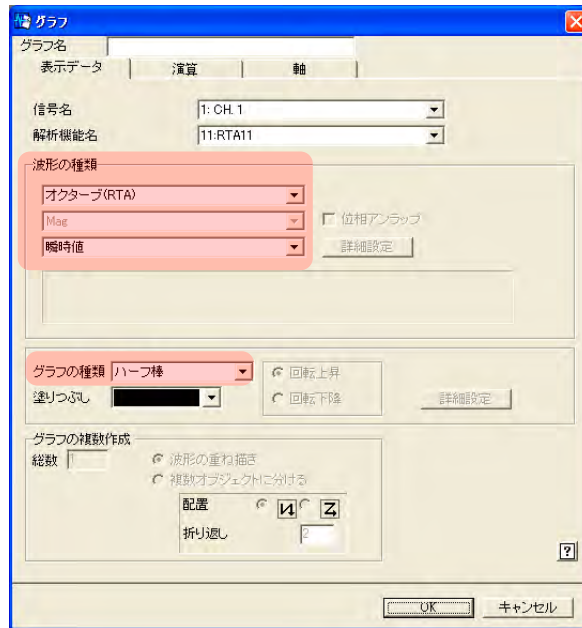 グラフ
グラフ名
表示データ | 演算 | 軸 |
信号名 1: CH. 1
解析機能名 11:RTA11
波形の種類
オクターブ(RTA)
Mag 位相アンラップ
瞬時値 詳細設定
グラフの種類 ハーフ棒 回転上昇
塗りつぶし 回転下降 詳細設定
グラフの複数作成
総数 1 波形の重ね描き
複数オブジェクトに分ける
配置
折り返し 2
?
OK キャンセル